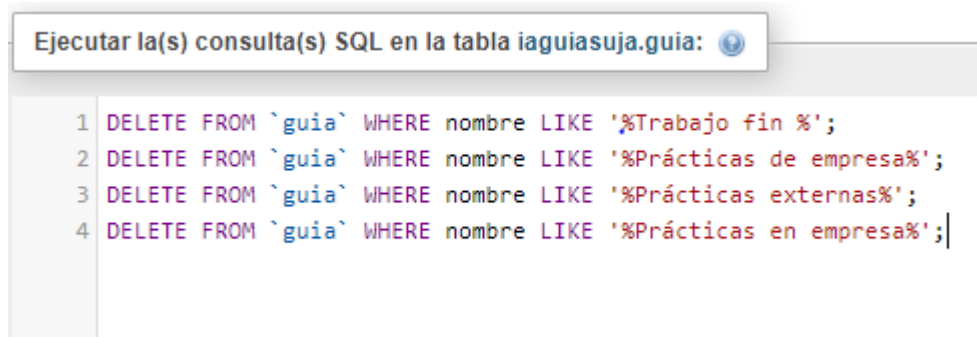 Ejecutar la(s) consulta(s) SQL en la tabla iaguiasuja.guia:
1 DELETE FROM `guia` WHERE nombre LIKE '%Trabajo fin %';
2 DELETE FROM `guia` WHERE nombre LIKE '%Prácticas de empresa%';
3 DELETE FROM `guia` WHERE nombre LIKE '%Prácticas externas%';
4 DELETE FROM `guia` WHERE nombre LIKE '%Prácticas en empresa%';